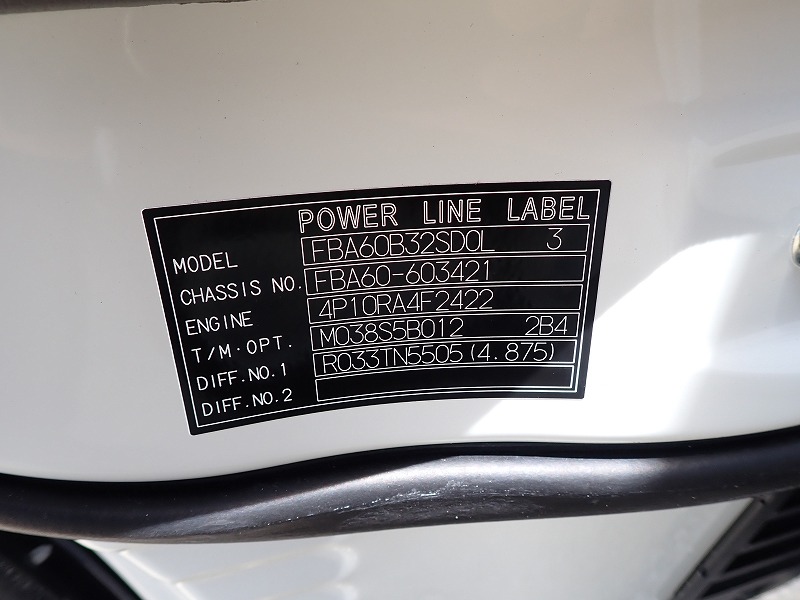 POWER LINE LABEL
MODEL FBA60B32SD0L 3
CHASSIS NO. FBA60-603421
ENGINE 4P10RA4F2422
T/M·OPT. M038S5B012 2B4
DIFF.NO.1 R033TN5505(4.875)
DIFF.NO.2